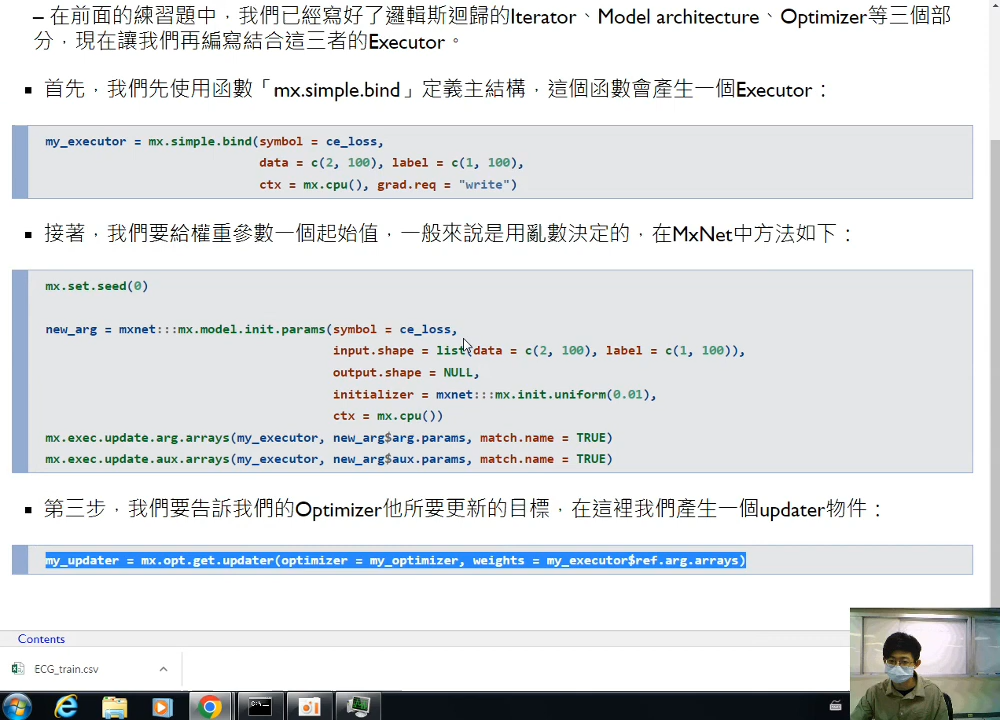 – 在前面的練習題中，我們已經寫好了邏輯斯迴歸的Iterator、Model architecture、Optimizer等三個部
分，現在讓我們再編寫結合這三者的Executor。
▪ 首先，我們先使用函數「mx.simple.bind」定義主結構，這個函數會產生一個Executor：
my_executor = mx.simple.bind(symbol = ce_loss,
data = c(2, 100), label = c(1, 100),
ctx = mx.cpu(), grad.req = "write")
▪ 接著，我們要給權重參數一個起始值，一般來說是用亂數決定的，在MxNet中方法如下：
mx.set.seed(0)
new_arg = mxnet:::mx.model.init.params(symbol = ce_loss,
input.shape = list(data = c(2, 100), label = c(1, 100)),
output.shape = NULL,
initializer = mxnet:::mx.init.uniform(0.01),
ctx = mx.cpu())
mx.exec.update.arg.arrays(my_executor, new_arg$arg.params, match.name = TRUE)
mx.exec.update.aux.arrays(my_executor, new_arg$aux.params, match.name = TRUE)
▪ 第三步，我們要告訴我們的Optimizer他所要更新的目標，在這裡我們產生一個updater物件：
my_updater = mx.opt.get.updater(optimizer = my_optimizer, weights = my_executor$ref.arg.arrays)
Contents
ECG_train.csv